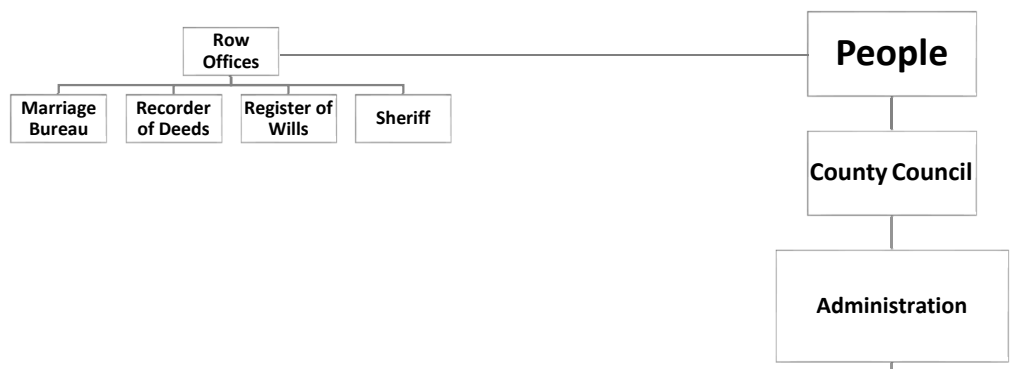 Row
Offices
People
Marriage
Bureau
Recorder
of Deeds
Register of
Wills
Sheriff
County Council
Administration